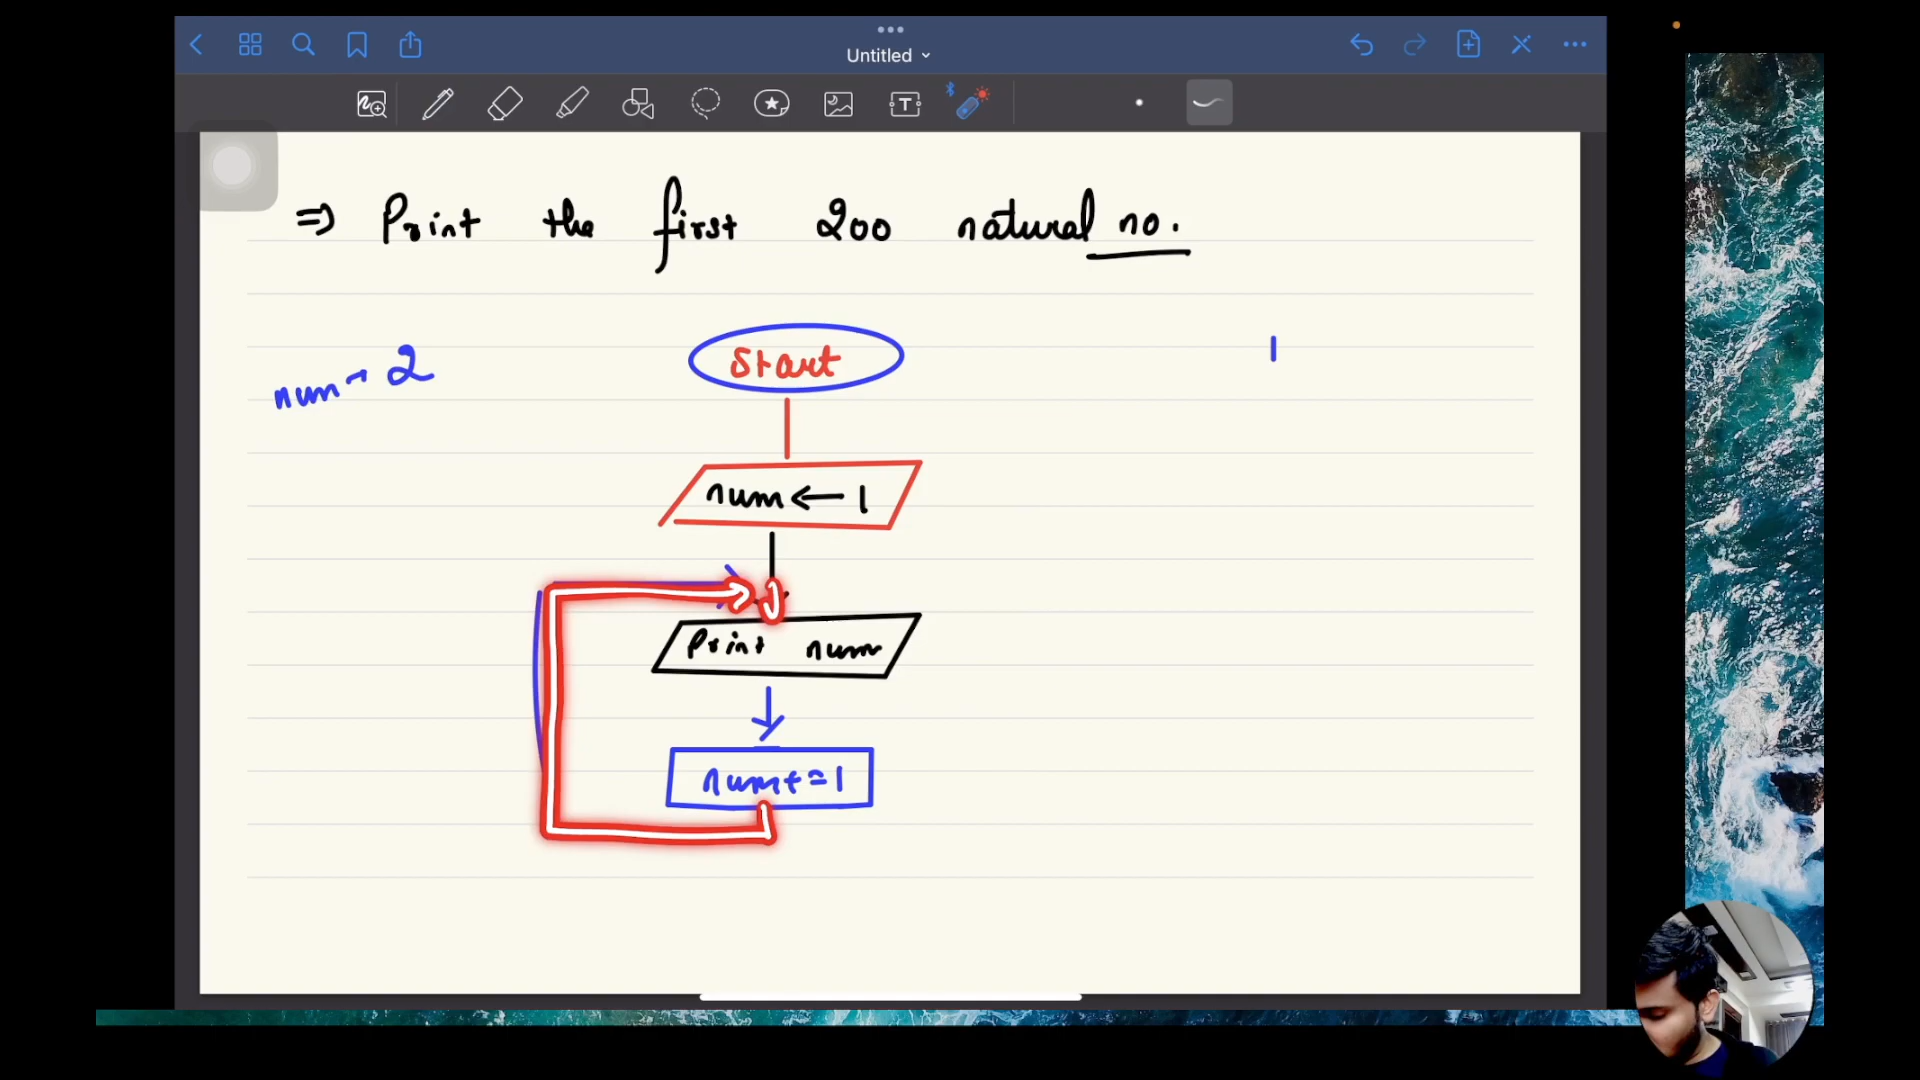 Untitled
T
=> Print the first 200 natural no.
num → 2
Start
1
num ← 1
Print num
num+=1